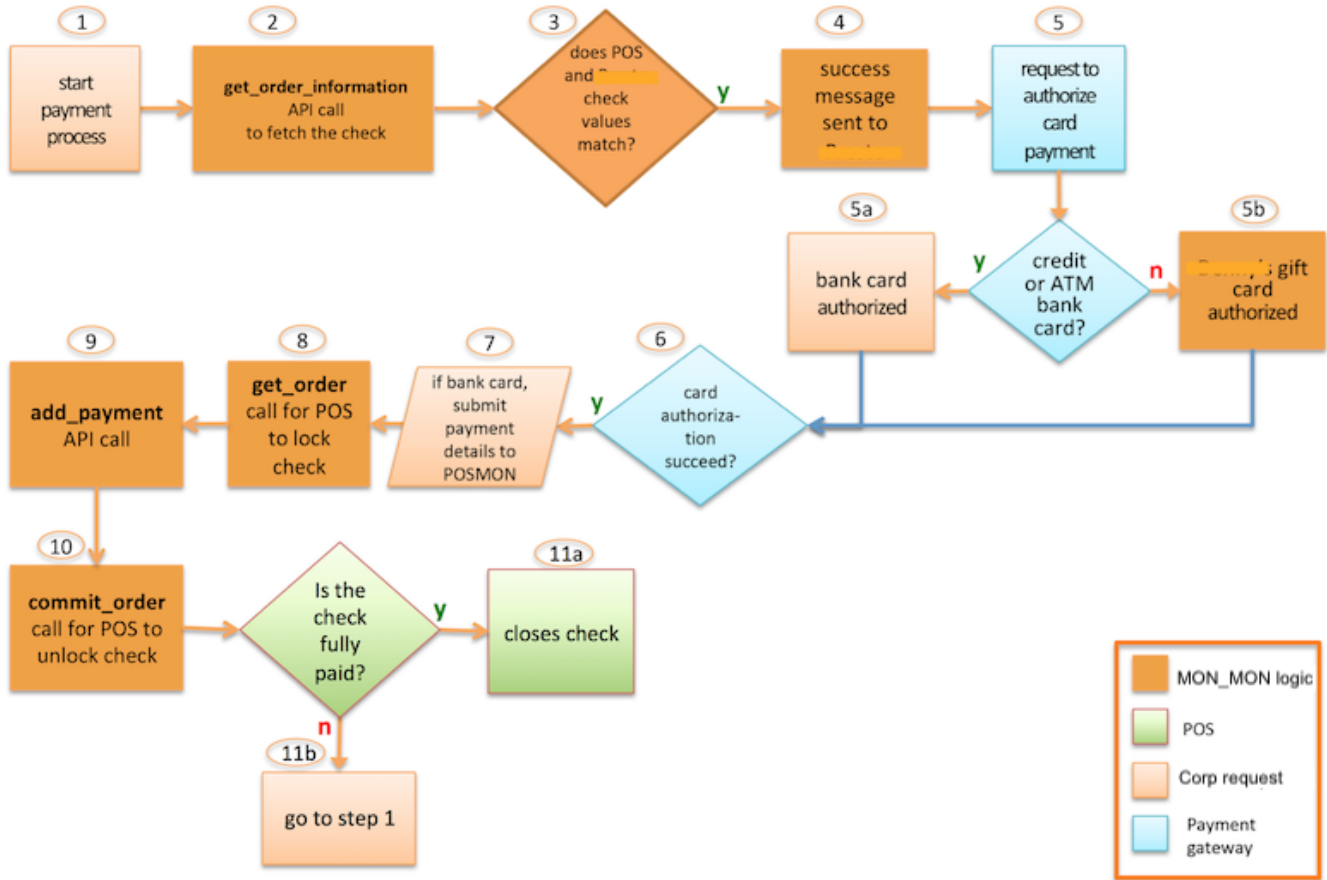 1
start
payment
process
2
get_order_information
API call
to fetch the check
3
does POS
and
check
values
match?
y
4
success
message
sent to
5
request to
authorize
card
payment
5a
bank card
authorized
y
credit
or ATM
bank
card?
n
5b
gift
card
authorized
9
add_payment
API call
8
get_order
call for POS
to lock
check
7
if bank card,
submit
payment
details to
POSMON
y
6
card
authoriza-
tion
succeed?
10
commit_order
call for POS to
unlock check
Is the
check
fully
paid?
y
11a
closes check
n
11b
go to step 1
MON_MON logic
POS
Corp request
Payment
gateway